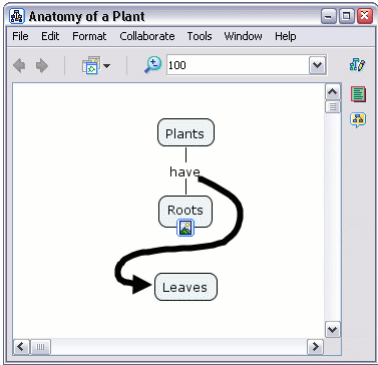 Anatomy of a Plant
File Edit Format Collaborate Tools Window Help
100
Plants
have
Roots
Leaves